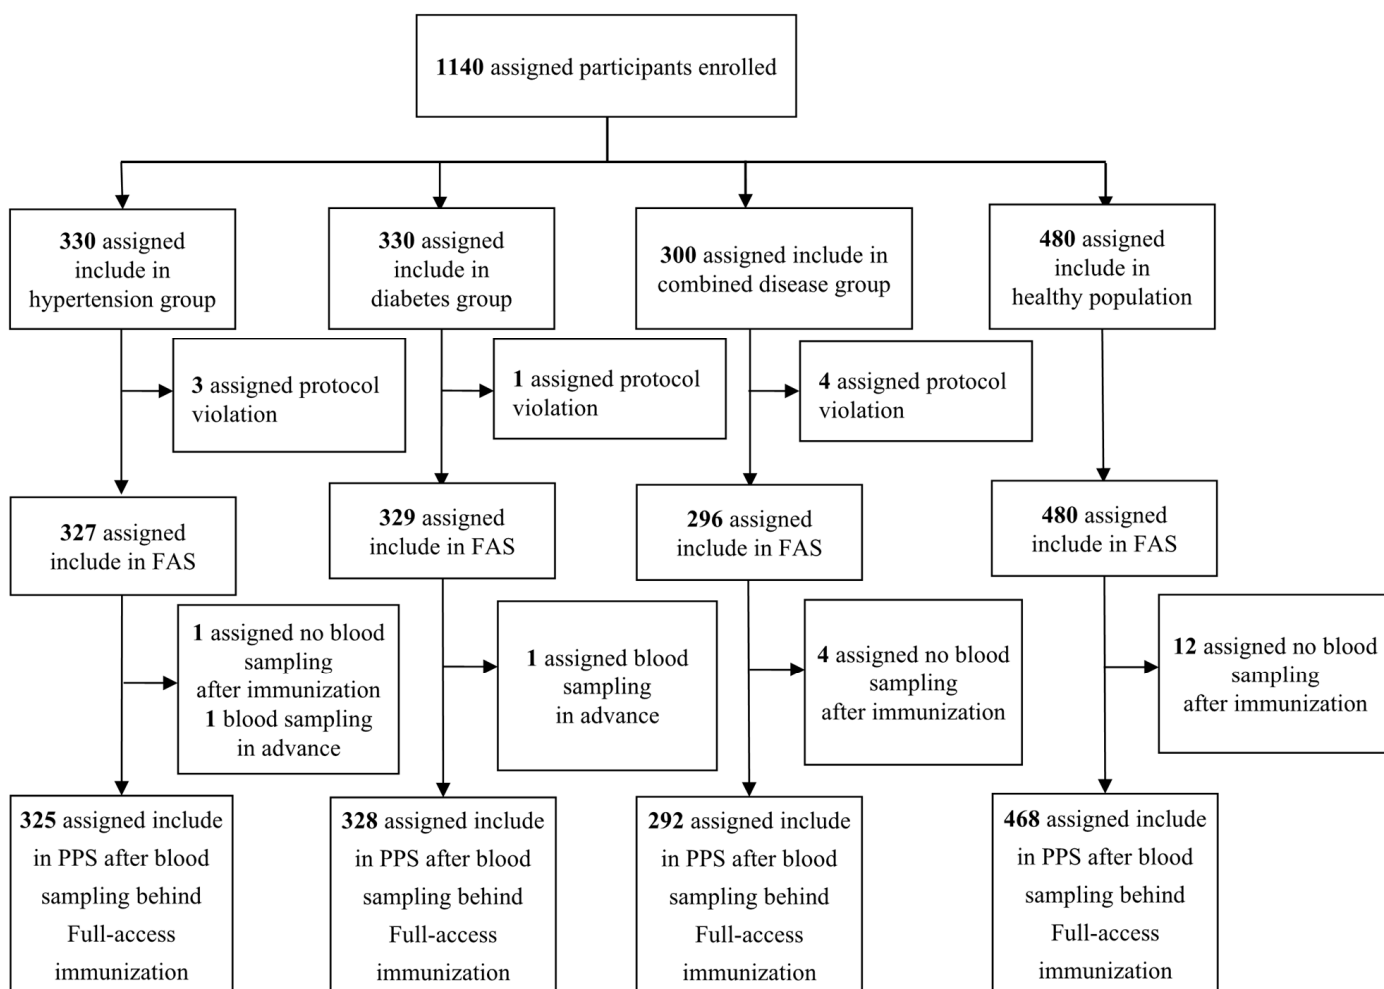 1140 assigned participants enrolled
330 assigned
include in
hypertension group
330 assigned
include in
diabetes group
300 assigned include in
combined disease group
480 assigned
include in
healthy population
3 assigned protocol
violation
1 assigned protocol
violation
4 assigned protocol
violation
327 assigned
include in FAS
329 assigned
include in FAS
296 assigned
include in FAS
480 assigned
include in FAS
1 assigned no blood
sampling
after immunization
1 blood sampling
in advance
1 assigned blood
sampling
in advance
4 assigned no blood
sampling
after immunization
12 assigned no blood
sampling
after immunization
325 assigned include
in PPS after blood
sampling behind
Full-access
immunization
328 assigned include
in PPS after blood
sampling behind
Full-access
immunization
292 assigned include
in PPS after blood
sampling behind
Full-access
immunization
468 assigned include
in PPS after blood
sampling behind
Full-access
immunization